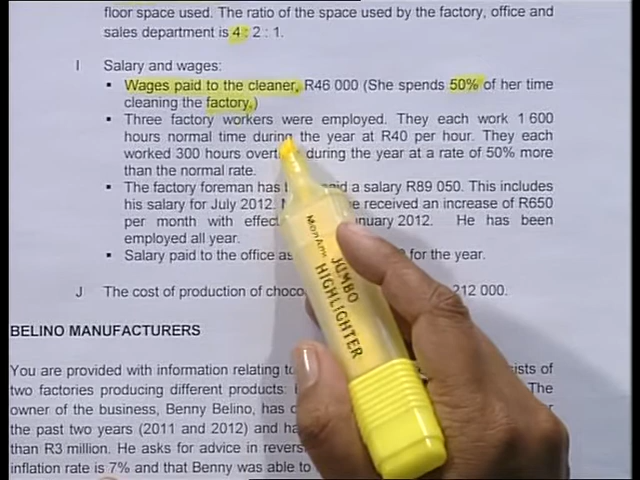 floor space used. The ratio of the space used by the factory, office and
sales department is 4 : 2 : 1.
I Salary and wages:
▪ Wages paid to the cleaner, R46 000 (She spends 50% of her time
cleaning the factory.)
▪ Three factory workers were employed. They each work 1 600
hours normal time during the year at R40 per hour. They each
worked 300 hours during the year at a rate of 50% more
than the normal rate.
▪ The factory foreman has a salary R89 050. This includes
his salary for July 2012. received an increase of R650
per month with 2012. He has been
employed all year.
▪ Salary paid to the office for the year.
J The cost of production of 212 000.
BELINO MANUFACTURERS
You are provided with information relating
two factories producing different products: The
owner of the business, Benny Belino, has
the past two years (2011 and 2012) and
than R3 million. He asks for advice in
inflation rate is 7% and that Benny was able to
MonAmi JUMBO
HIGHLIGHTER